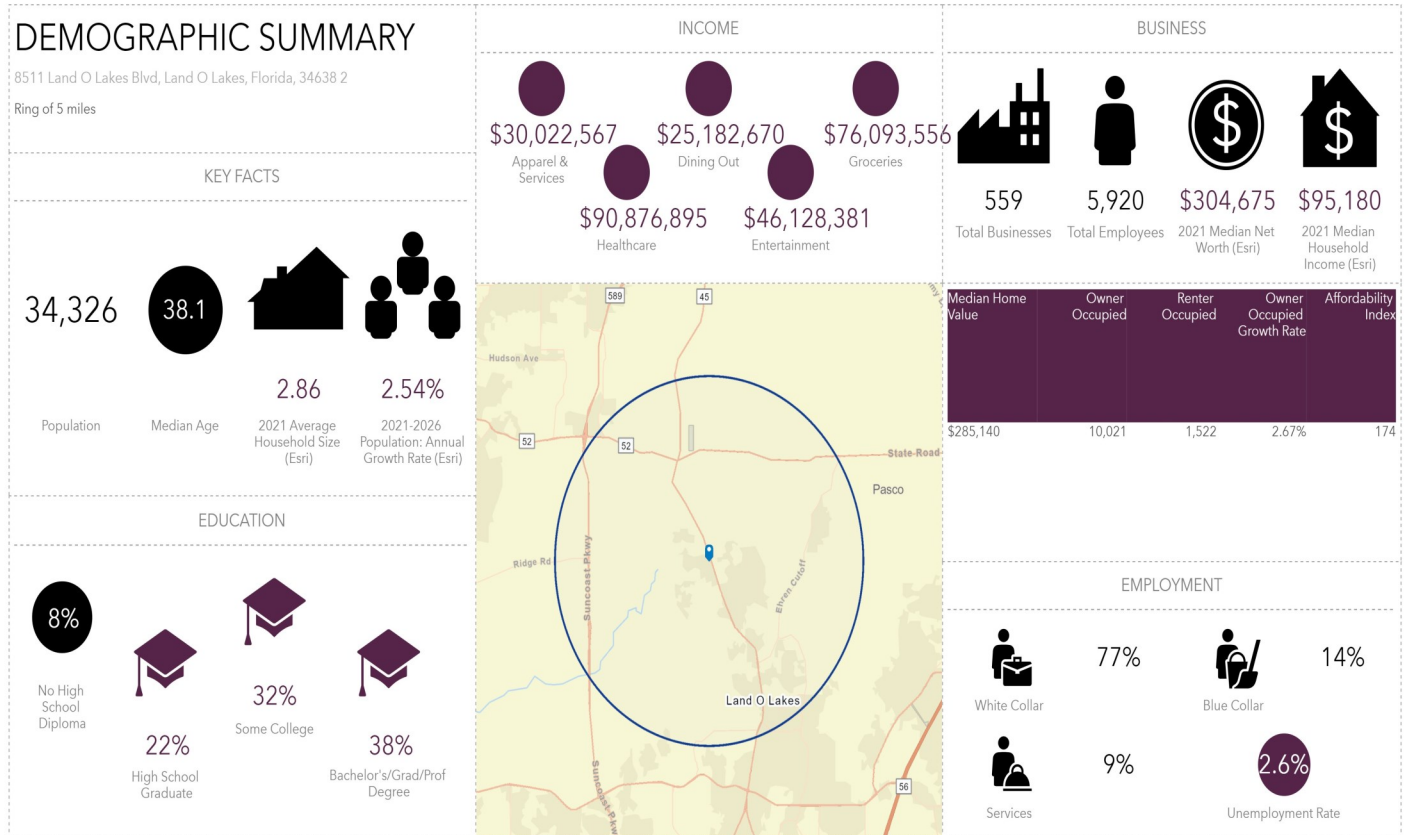 DEMOGRAPHIC SUMMARY
8511 Land O Lakes Blvd, Land O Lakes, Florida, 34638 2
Ring of 5 miles
KEY FACTS
34,326
Population
38.1
Median Age
2.86
2021 Average
Household Size
(Esri)
2.54%
2021-2026
Population: Annual
Growth Rate (Esri)
EDUCATION
8%
No High
School
Diploma
22%
High School
Graduate
32%
Some College
38%
Bachelor's/Grad/Prof
Degree
INCOME
$30,022,567
Apparel &
Services
$25,182,670
Dining Out
$76,093,556
Groceries
$90,876,895
Healthcare
$46,128,381
Entertainment
589
45
Hudson Ave
52
52
State Road
Pasco
Ridge Rd
Suncoast Pkwy
Ehren Cutoff
Land O Lakes
Suncoast Pkw
56
BUSINESS
559
Total Businesses
5,920
Total Employees
$304,675
2021 Median Net
Worth (Esri)
$95,180
2021 Median
Household
Income (Esri)
Median Home
Value
Owner
Occupied
Renter
Occupied
Owner
Occupied
Growth Rate
Affordability
Index
$285,140
10,021
1,522
2.67%
174
EMPLOYMENT
77%
White Collar
14%
Blue Collar
9%
Services
2.6%
Unemployment Rate